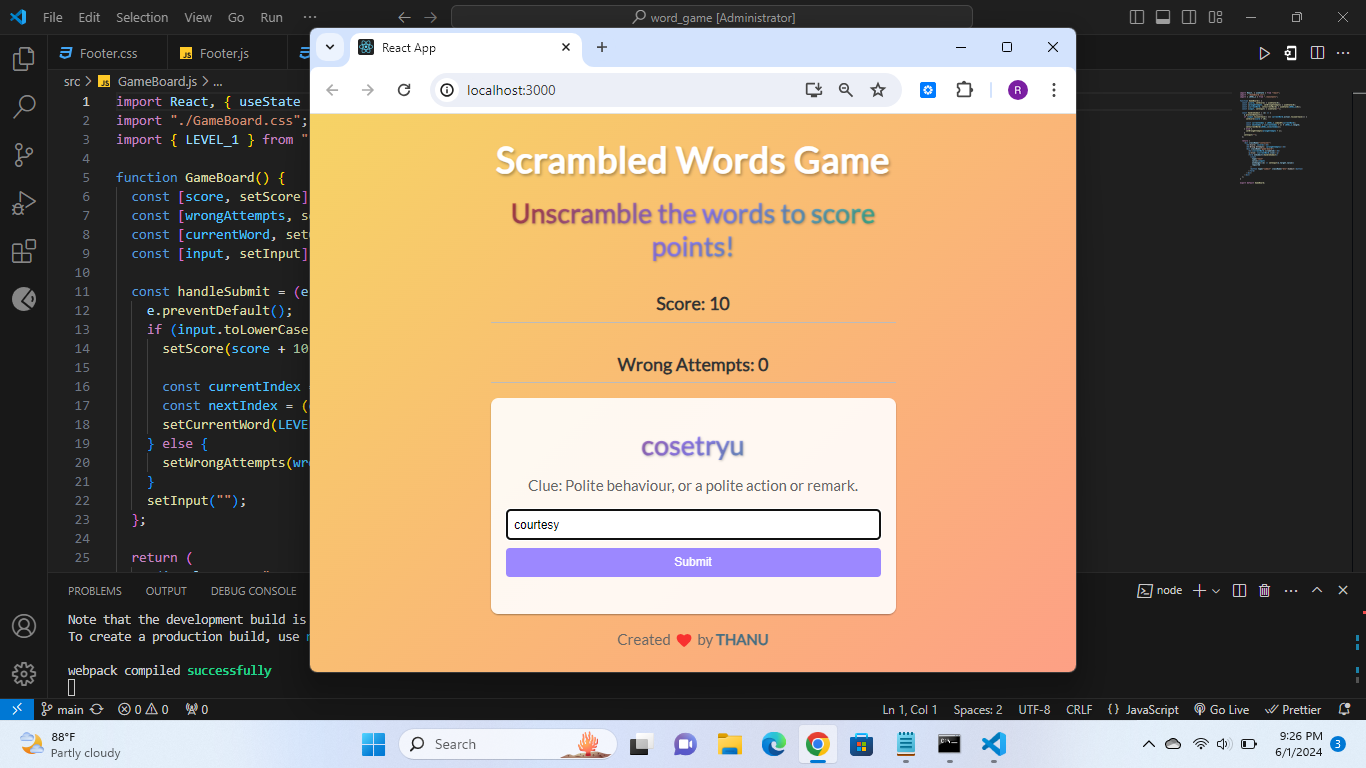 File Edit Selection View Go Run ···
word_game [Administrator]
Footer.css
JS Footer.js
src > JS GameBoard.js > ...
1 import React, { useState
2 import "./GameBoard.css";
3 import { LEVEL_1 } from "
4
5 function GameBoard() {
6 const [score, setScore]
7 const [wrongAttempts, s
8 const [currentWord, set
9 const [input, setInput]
10
11 const handleSubmit = (e
12 e.preventDefault();
13 if (input.toLowerCase
14 setScore(score + 10
15
16 const currentIndex
17 const nextIndex = (
18 setCurrentWord(LEVE
19 } else {
20 setWrongAttempts(wr
21 }
22 setInput("");
23 };
24
25 return (
React App
localhost:3000
R
Scrambled Words Game
Unscramble the words to score
points!
Score: 10
Wrong Attempts: 0
cosetryu
Clue: Polite behaviour, or a polite action or remark.
courtesy
Submit
Created ❤ by THANU
PROBLEMS OUTPUT DEBUG CONSOLE
node
Note that the development build is
To create a production build, use
webpack compiled successfully
main 0 0 0
Ln 1, Col 1 Spaces: 2 UTF-8 CRLF { } JavaScript Go Live Prettier
88°F
Partly cloudy
Search
9:26 PM
6/1/2024
3